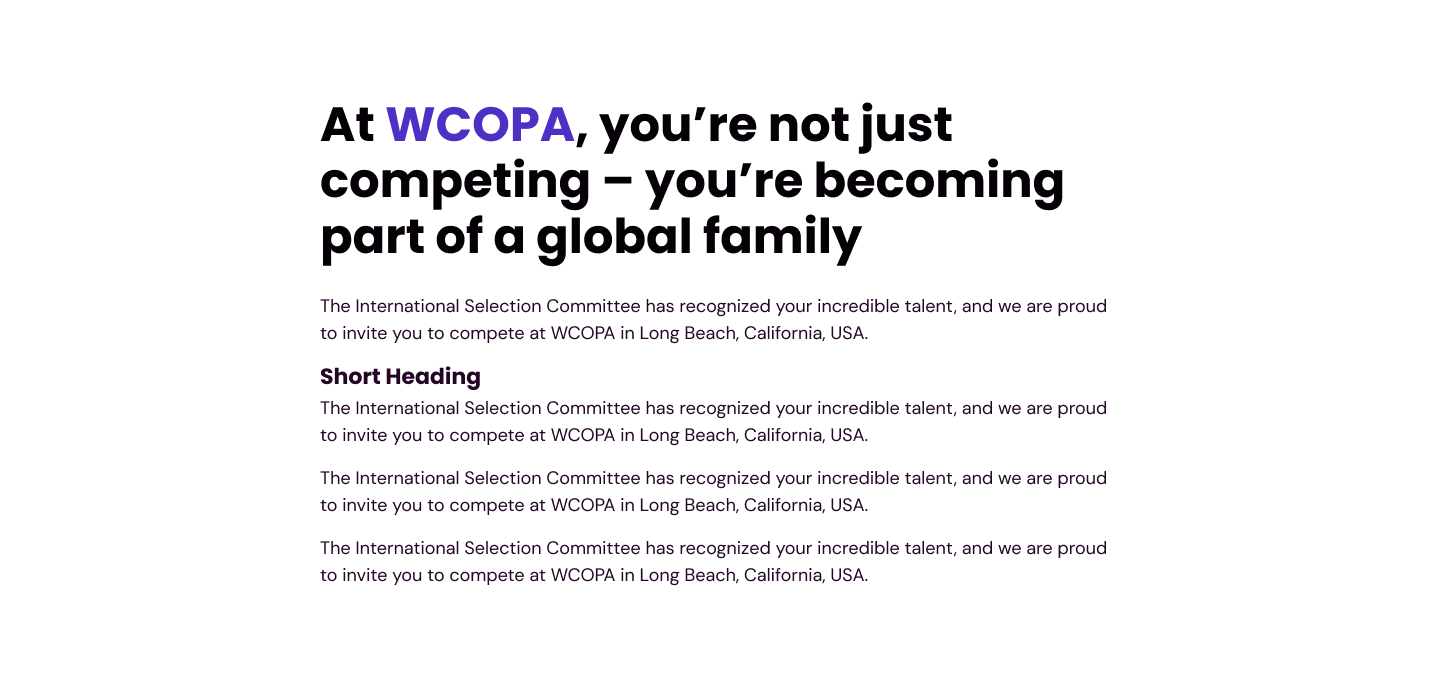 At WCOPA, you’re not just
competing – you’re becoming
part of a global family
The International Selection Committee has recognized your incredible talent, and we are proud
to invite you to compete at WCOPA in Long Beach, California, USA.
Short Heading
The International Selection Committee has recognized your incredible talent, and we are proud
to invite you to compete at WCOPA in Long Beach, California, USA.
The International Selection Committee has recognized your incredible talent, and we are proud
to invite you to compete at WCOPA in Long Beach, California, USA.
The International Selection Committee has recognized your incredible talent, and we are proud
to invite you to compete at WCOPA in Long Beach, California, USA.